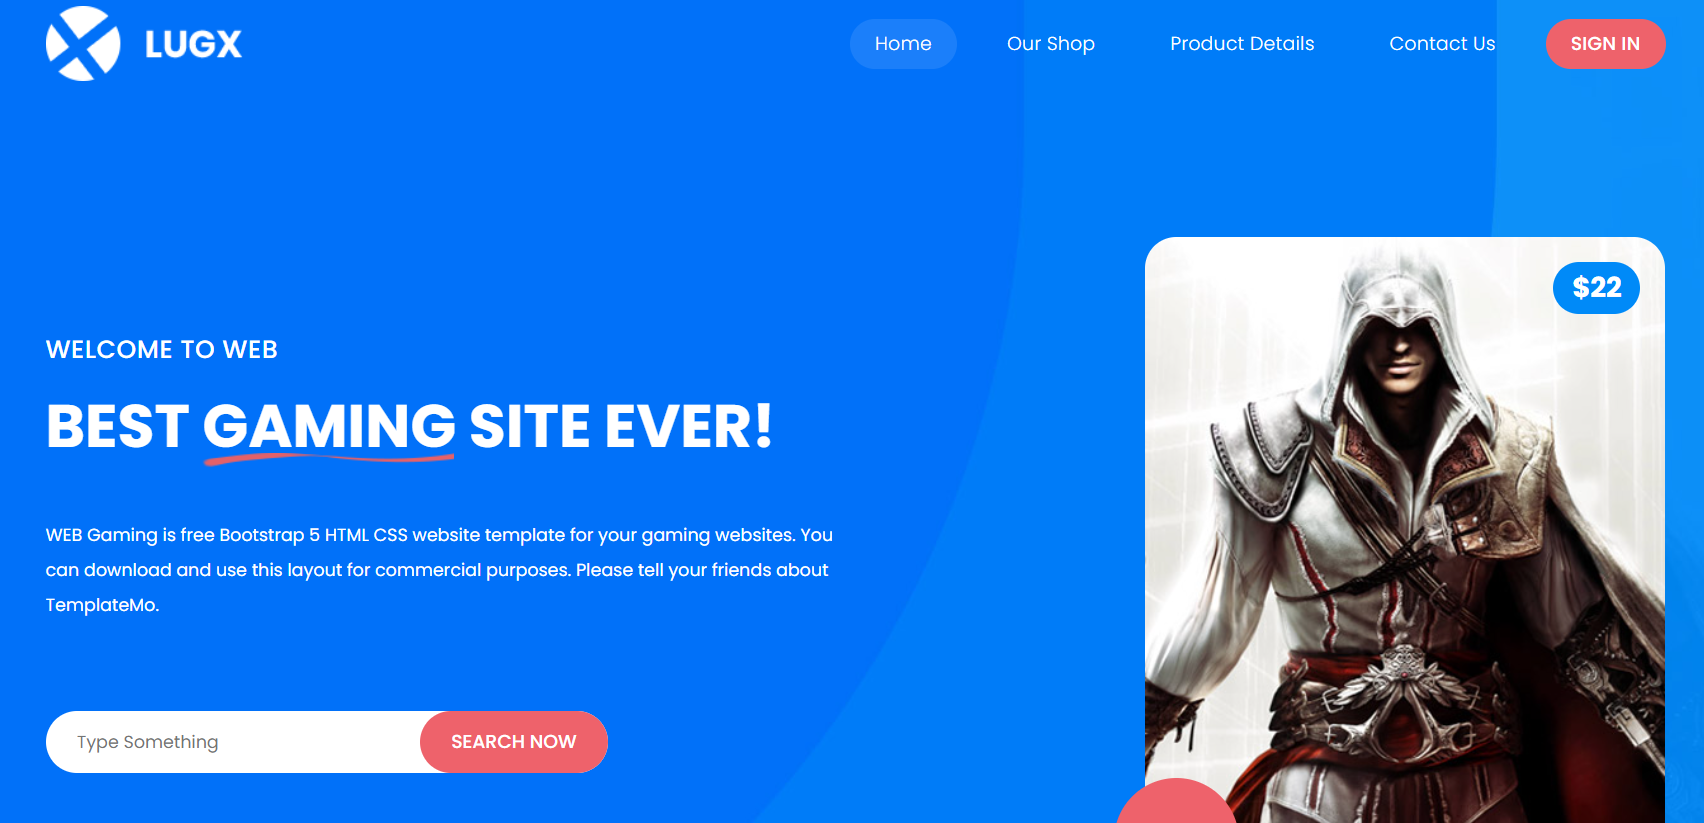 LUGX
Home
Our Shop
Product Details
Contact Us
SIGN IN
$22
WELCOME TO WEB
BEST GAMING SITE EVER!
WEB Gaming is free Bootstrap 5 HTML CSS website template for your gaming websites. You
can download and use this layout for commercial purposes. Please tell your friends about
TemplateMo.
Type Something
SEARCH NOW